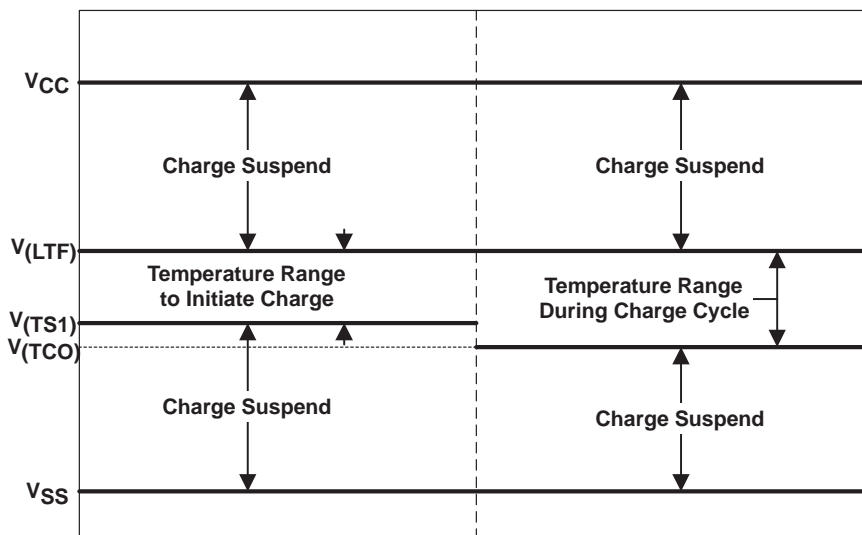 VCC
Charge Suspend
Charge Suspend
V(LTF)
Temperature Range
to Initiate Charge
Temperature Range
During Charge Cycle
V(TS1)
V(TCO)
Charge Suspend
Charge Suspend
VSS